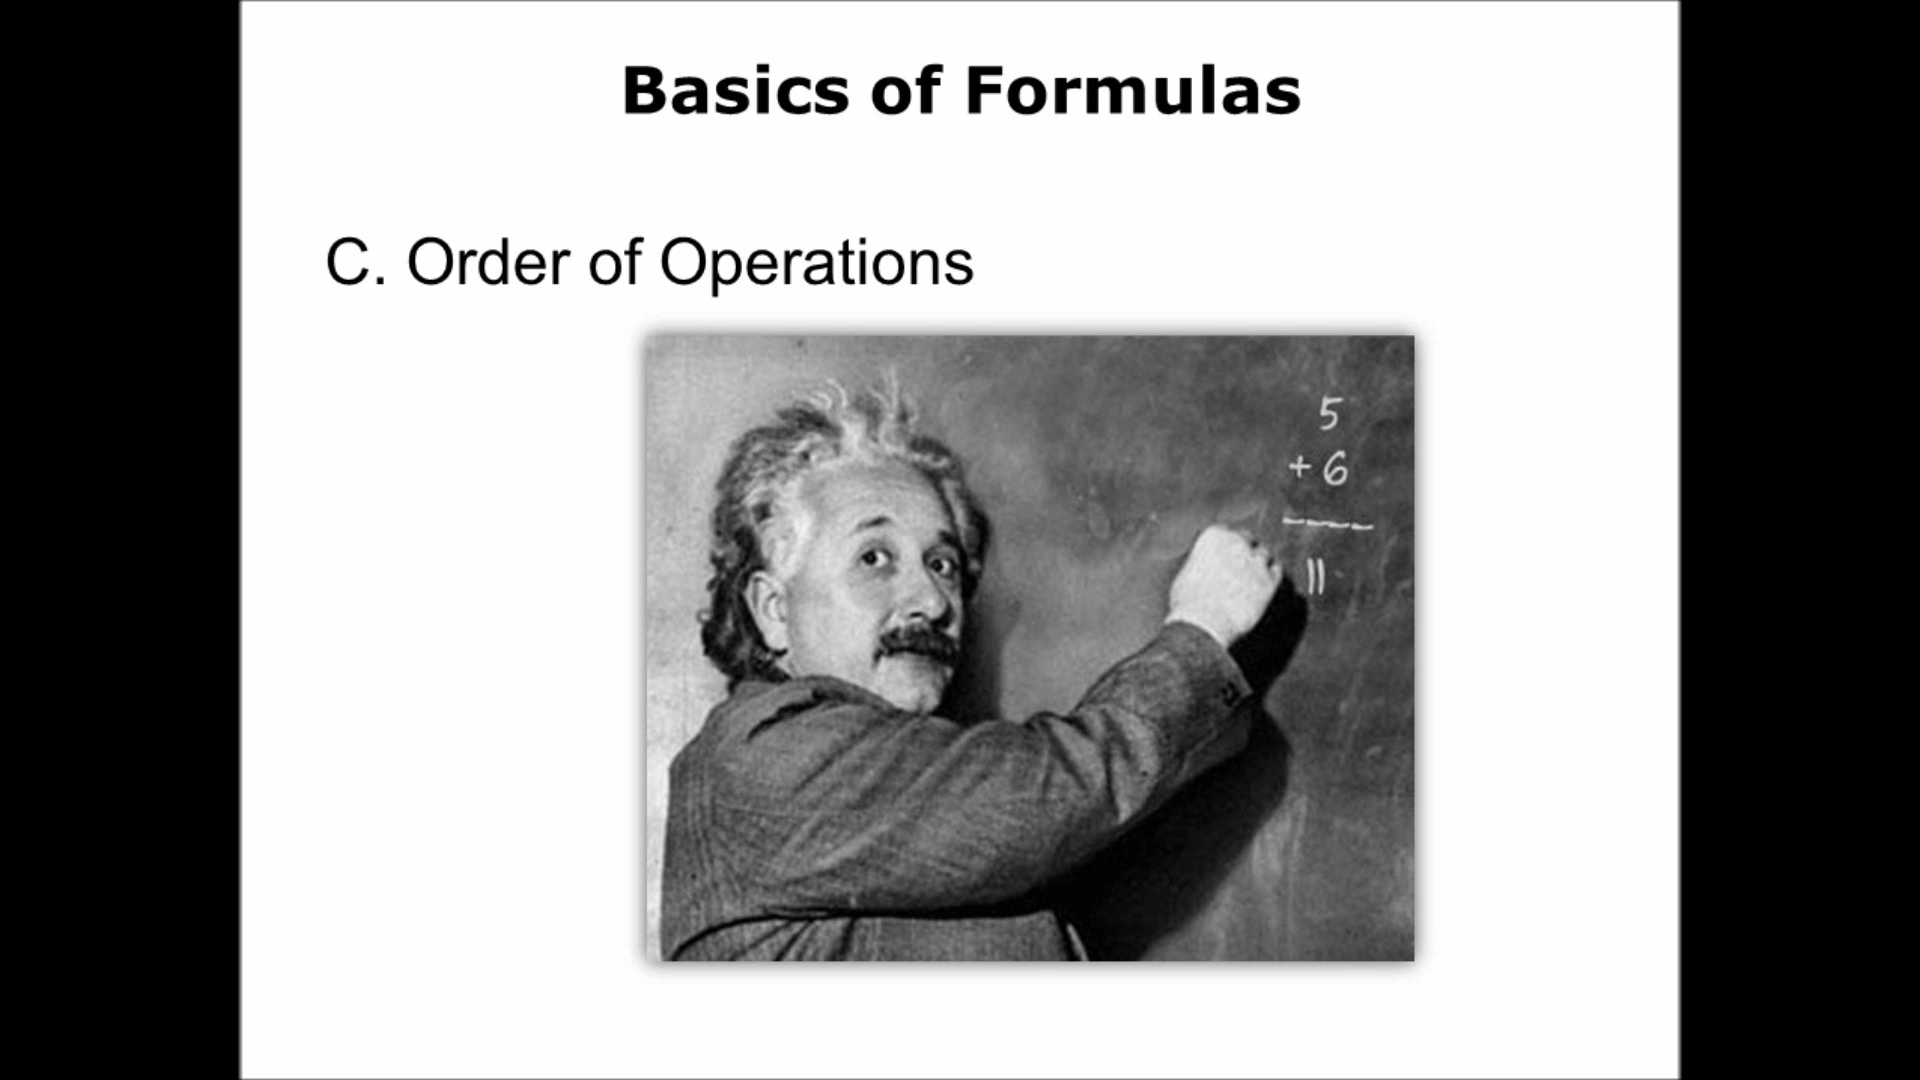 Basics of Formulas
C. Order of Operations
5
+ 6
----
11